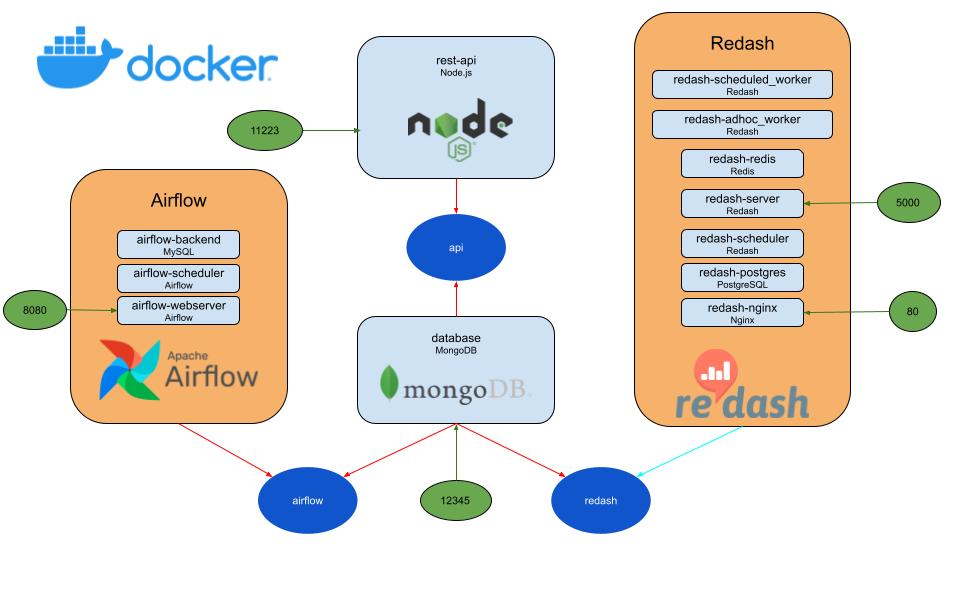 docker
rest-api
Node.js
node
JS
11223
Redash
redash-scheduled_worker
Redash
redash-adhoc_worker
Redash
redash-redis
Redis
redash-server
Redash
redash-scheduler
Redash
redash-postgres
PostgreSQL
redash-nginx
Nginx
5000
80
re dash
Airflow
airflow-backend
MySQL
airflow-scheduler
Airflow
airflow-webserver
Airflow
8080
Apache
Airflow
api
database
MongoDB
mongoDB.
airflow
12345
redash